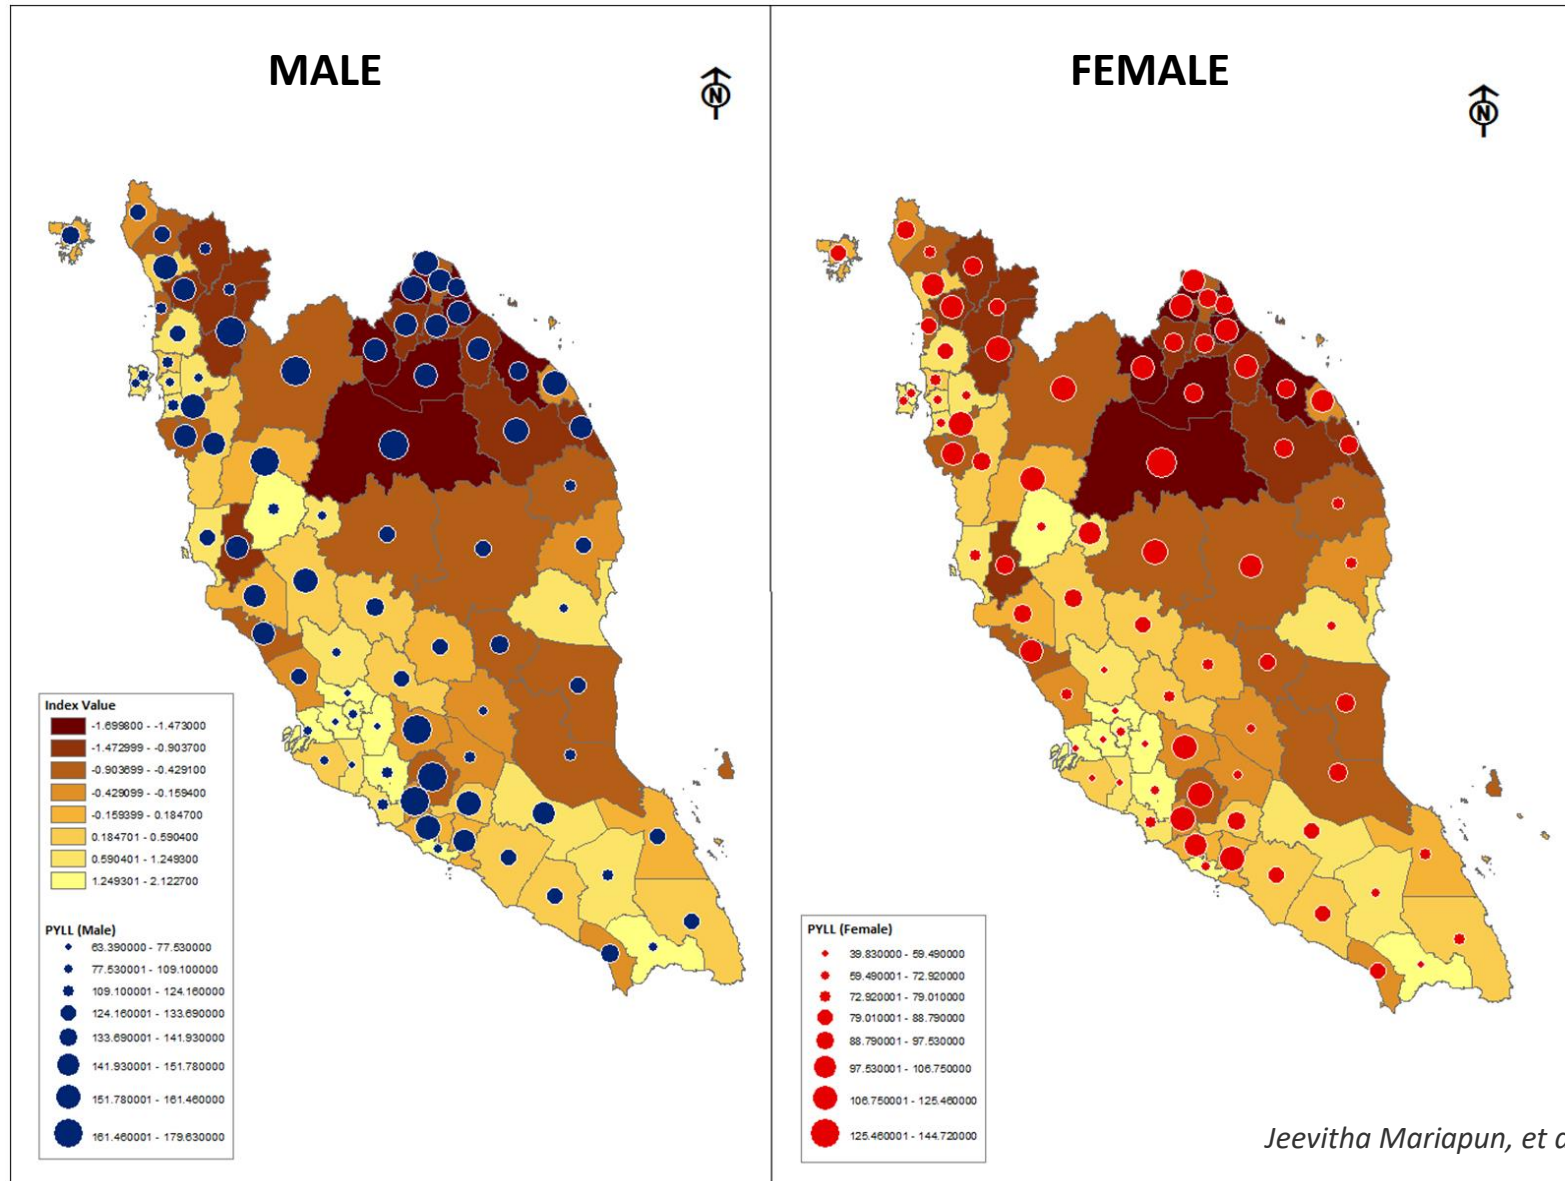 MALE
N
Index Value
-1.699800 - -1.473000
-1.472999 - -0.903700
-0.903699 - -0.429100
-0.429099 - -0.159400
-0.159399 - 0.184700
0.184701 - 0.590400
0.590401 - 1.249300
1.249301 - 2.122700
PYLL (Male)
63.390000 - 77.530000
77.530001 - 109.100000
109.100001 - 124.160000
124.160001 - 133.690000
133.690001 - 141.930000
141.930001 - 151.780000
151.780001 - 161.460000
161.460001 - 179.630000
FEMALE
N
PYLL (Female)
39.830000 - 59.490000
59.490001 - 72.920000
72.920001 - 79.010000
79.010001 - 88.790000
88.790001 - 97.530000
97.530001 - 106.750000
106.750001 - 125.460000
125.460001 - 144.720000
Jeevitha Mariapun, et a